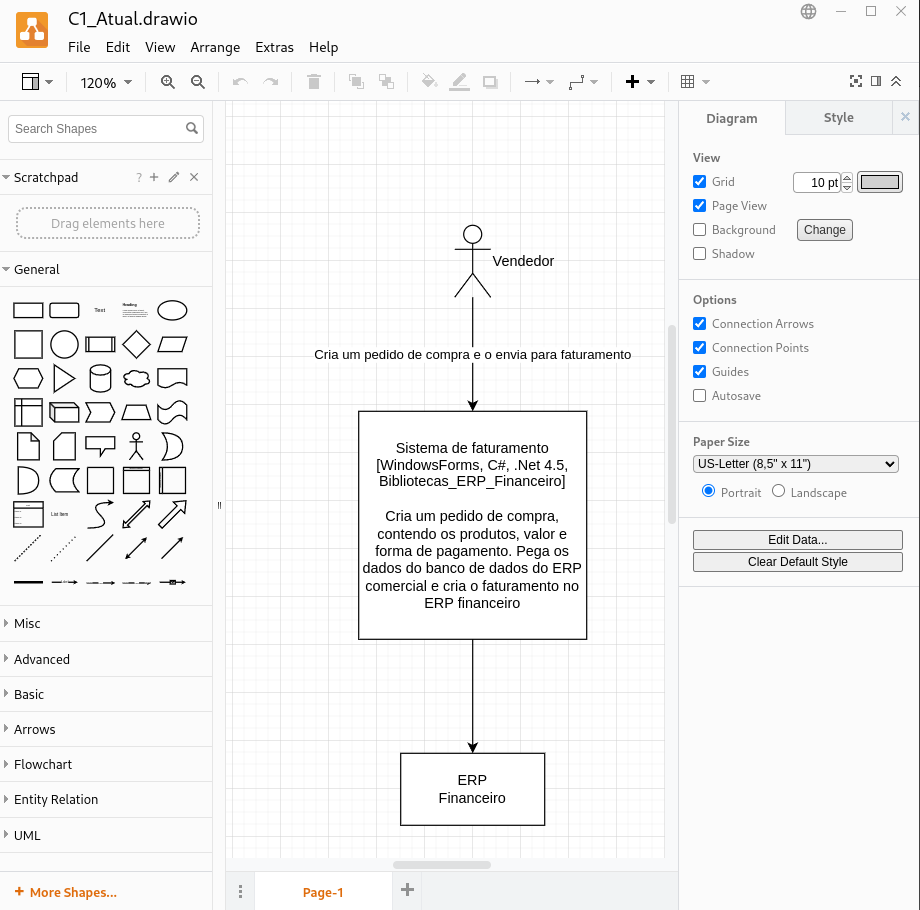 C1_Atual.drawio
File Edit View Arrange Extras Help
120%
Search Shapes
Scratchpad
?
Drag elements here
General
Text
Heading
List Item
Misc
Advanced
Basic
Arrows
Flowchart
Entity Relation
UML
+ More Shapes...
Vendedor
Cria um pedido de compra e o envia para faturamento
Sistema de faturamento
[WindowsForms, C#, .Net 4.5,
Bibliotecas_ERP_Financeiro]
Cria um pedido de compra,
contendo os produtos, valor e
forma de pagamento. Pega os
dados do banco de dados do ERP
comercial e cria o faturamento no
ERP financeiro
ERP
Financeiro
Page-1
Diagram
Style
View
Grid
10 pt
Page View
Background
Change
Shadow
Options
Connection Arrows
Connection Points
Guides
Autosave
Paper Size
US-Letter (8,5" x 11")
Portrait
Landscape
Edit Data...
Clear Default Style